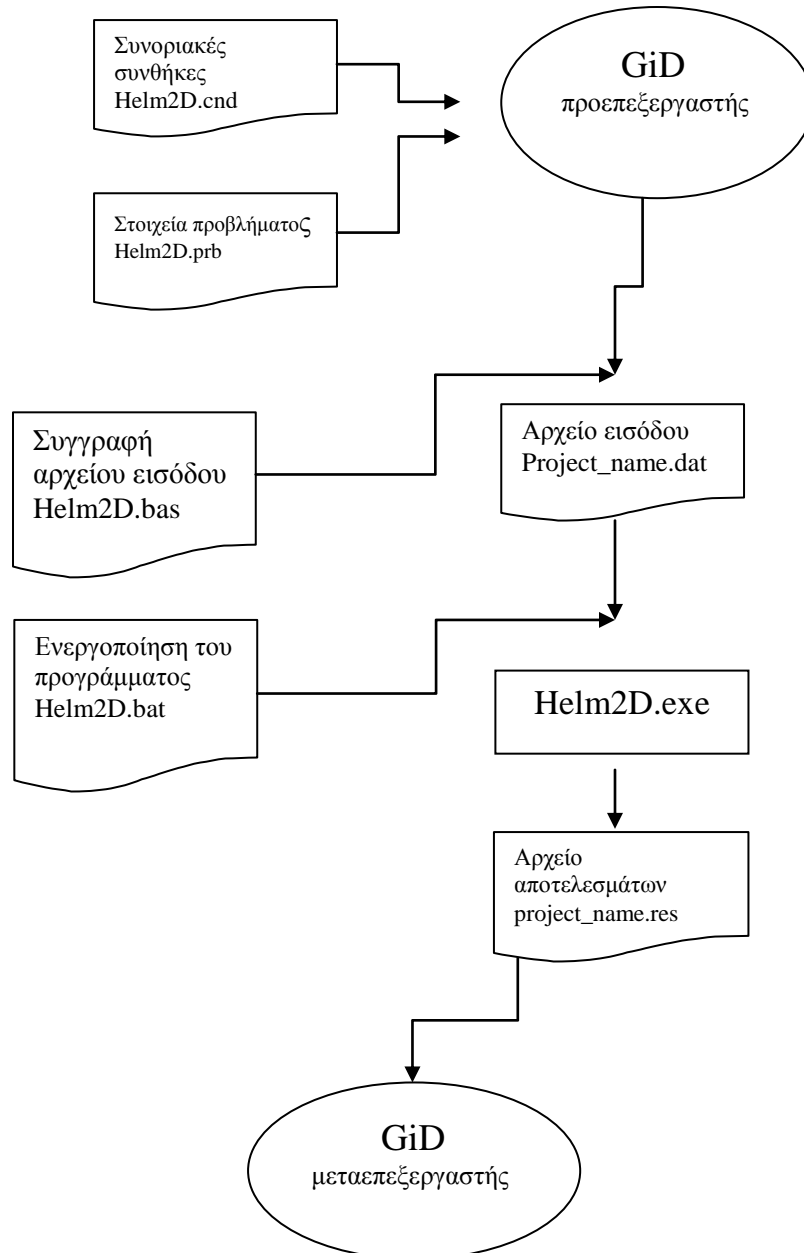 Συνοριακές
συνθήκες
Helm2D.cnd
GiD
προεπεξεργαστής
Στοιχεία προβλήματος
Helm2D.prb
Συγγραφή
αρχείου εισόδου
Helm2D.bas
Αρχείο εισόδου
Project_name.dat
Ενεργοποίηση του
προγράμματος
Helm2D.bat
Helm2D.exe
Αρχείο
αποτελεσμάτων
project_name.res
GiD
μεταεπεξεργαστής